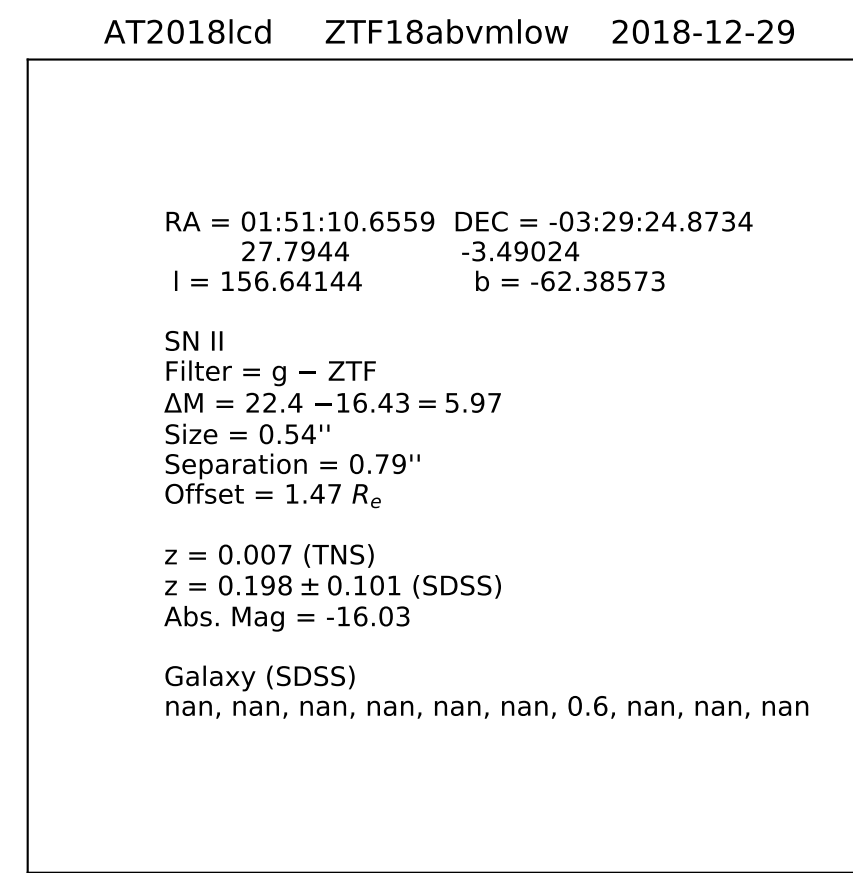 AT2018lcd ZTF18abvmlow 2018-12-29
RA = 01:51:10.6559 DEC = -03:29:24.8734
27.7944 -3.49024
l = 156.64144 b = -62.38573
SN II
Filter = g − ZTF
ΔM = 22.4 −16.43 = 5.97
Size = 0.54''
Separation = 0.79''
Offset = 1.47 Re
z = 0.007 (TNS)
z = 0.198 ± 0.101 (SDSS)
Abs. Mag = -16.03
Galaxy (SDSS)
nan, nan, nan, nan, nan, nan, 0.6, nan, nan, nan